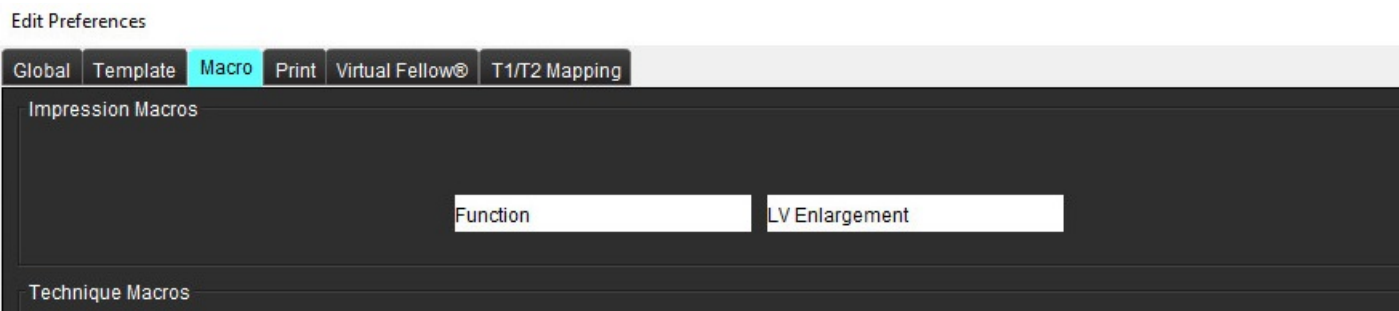 Edit Preferences
Global Template Macro Print Virtual Fellow® T1/T2 Mapping
Impression Macros
Function LV Enlargement
Technique Macros